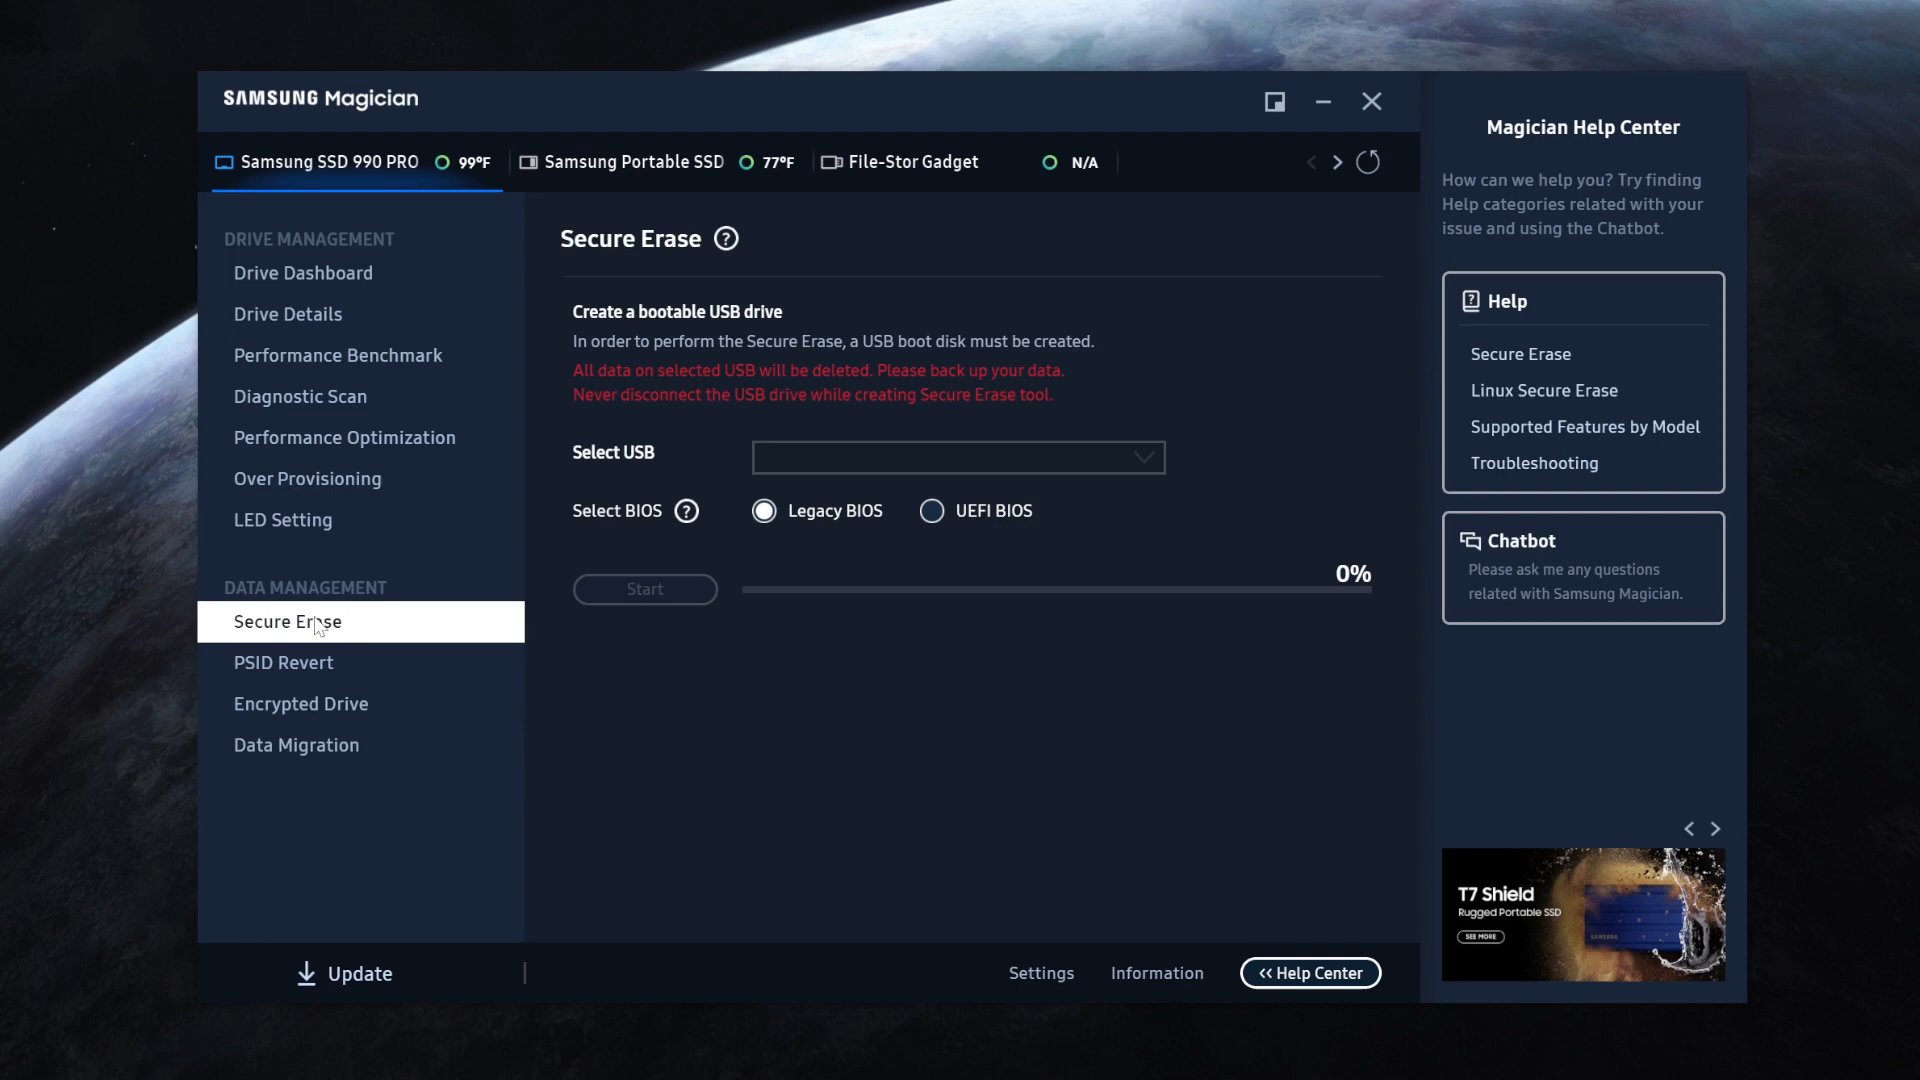 SAMSUNG Magician
Samsung SSD 990 PRO 99°F Samsung Portable SSD 77°F File-Stor Gadget N/A
DRIVE MANAGEMENT
Drive Dashboard
Drive Details
Performance Benchmark
Diagnostic Scan
Performance Optimization
Over Provisioning
LED Setting
DATA MANAGEMENT
Secure Erase
PSID Revert
Encrypted Drive
Data Migration
Update
Secure Erase ?
Create a bootable USB drive
In order to perform the Secure Erase, a USB boot disk must be created.
All data on selected USB will be deleted. Please back up your data.
Never disconnect the USB drive while creating Secure Erase tool.
Select USB
Select BIOS ? Legacy BIOS UEFI BIOS
Start 0%
Settings Information << Help Center
Magician Help Center
How can we help you? Try finding
Help categories related with your
issue and using the Chatbot.
Help
Secure Erase
Linux Secure Erase
Supported Features by Model
Troubleshooting
Chatbot
Please ask me any questions
related with Samsung Magician.
T7 Shield
Rugged Portable SSD
SEE MORE
SAMSUNG